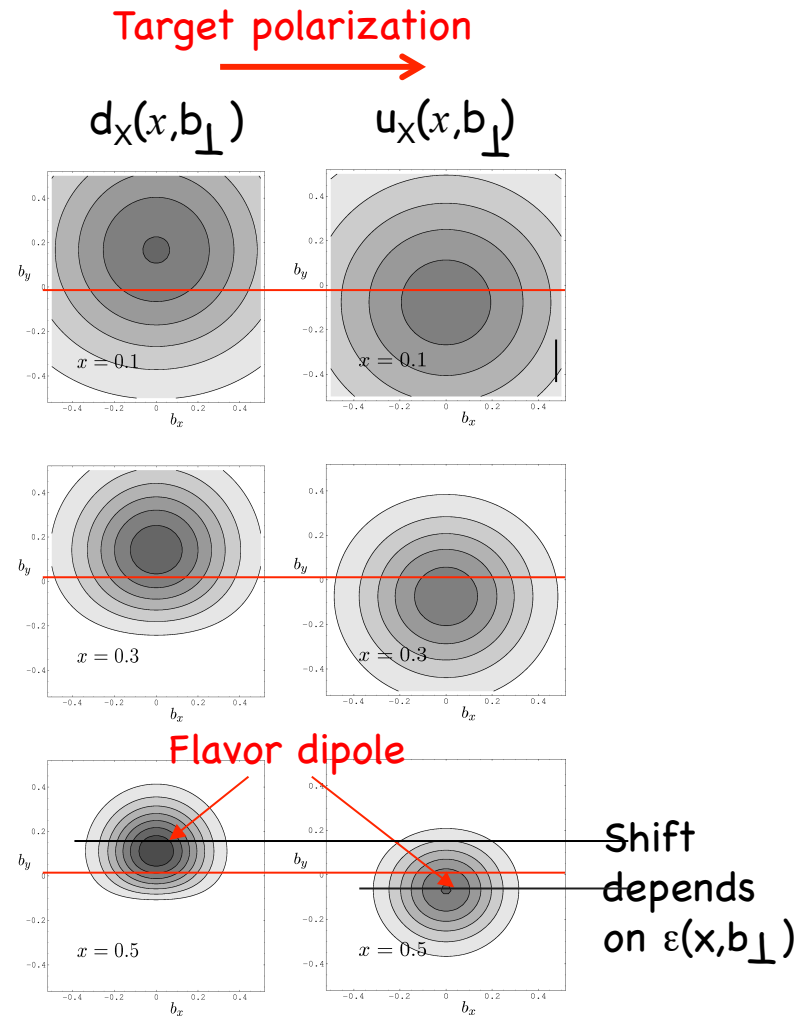 Target polarization
dX(x,b⊥) uX(x,b⊥)
0.4 0.4
0.2 0.2
by by
0 0
-0.2 -0.2
x = 0.1 x = 0.1
-0.4 -0.4
-0.4 -0.2 0 0.2 0.4 -0.4 -0.2 0 0.2 0.4
bx bx
0.4 0.4
0.2 0.2
by by
0 0
-0.2 -0.2
x = 0.3 x = 0.3
-0.4 -0.4
-0.4 -0.2 0 0.2 0.4 -0.4 -0.2 0 0.2 0.4
bx bx
Flavor dipole
0.4 0.4
0.2 0.2
Shift
by by
0 0
depends
-0.2 -0.2
on ε(x,b⊥)
x = 0.5 x = 0.5
-0.4 -0.4
-0.4 -0.2 0 0.2 0.4 -0.4 -0.2 0 0.2 0.4
bx bx